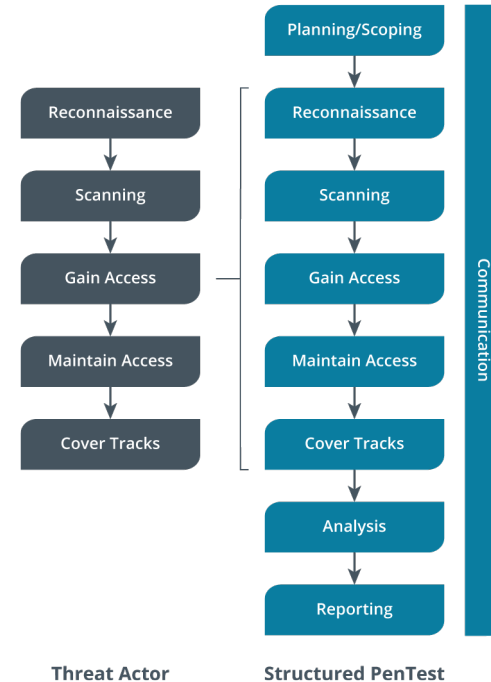 Planning/Scoping
Reconnaissance
Reconnaissance
Scanning
Scanning
Gain Access
Gain Access
Maintain Access
Maintain Access
Cover Tracks
Cover Tracks
Analysis
Reporting
Communication
Threat Actor
Structured PenTest